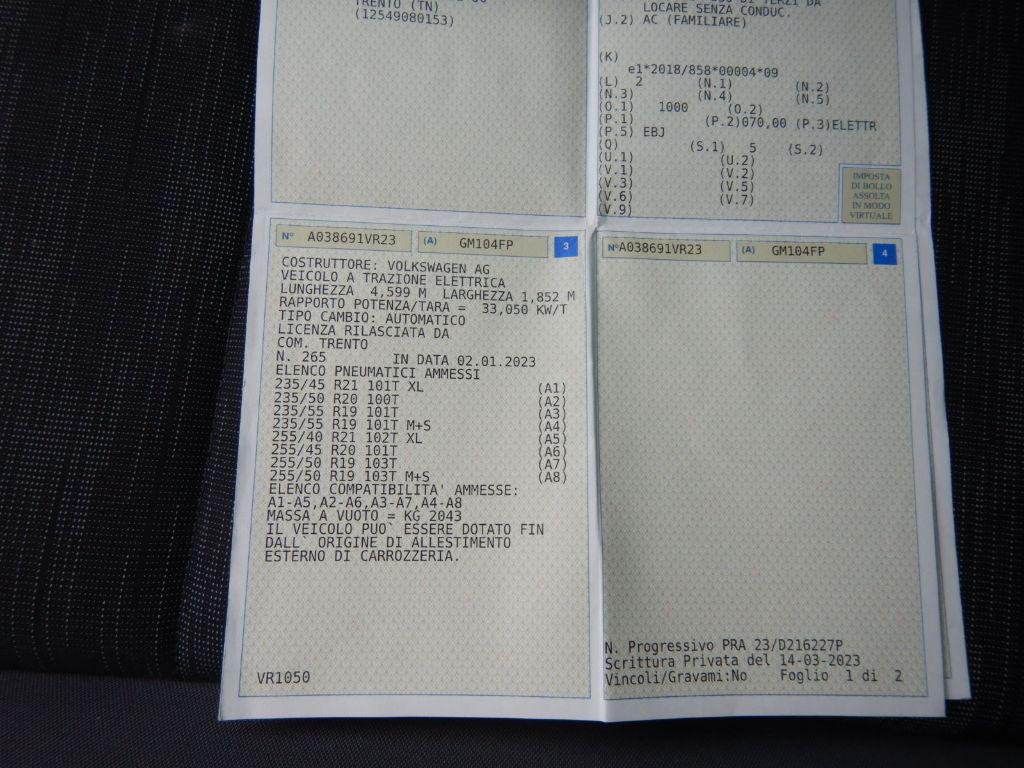 TRENTO (TN)
(12549080153)
DI TERZI DA
LOCARE SENZA CONDUC.
(J.2) AC (FAMILIARE)
(K)
e1*2018/858*00004*09
(L) 2 (N.1) (N.2)
(N.3) (N.4) (N.5)
(O.1) 1000 (O.2)
(P.1) (P.2)070,00 (P.3)ELETTR
(P.5) EBJ
(Q) (S.1) 5 (S.2)
(U.1) (U.2)
(V.1) (V.2)
(V.3) (V.5)
(V.6) (V.7)
(V.9)
IMPOSTA
DI BOLLO
ASSOLTA
IN MODO
VIRTUALE
N° A038691VR23 (A) GM104FP 3
COSTRUTTORE: VOLKSWAGEN AG
VEICOLO A TRAZIONE ELETTRICA
LUNGHEZZA 4,599 M LARGHEZZA 1,852 M
RAPPORTO POTENZA/TARA = 33,050 KW/T
TIPO CAMBIO: AUTOMATICO
LICENZA RILASCIATA DA
COM. TRENTO
N. 265 IN DATA 02.01.2023
ELENCO PNEUMATICI AMMESSI
235/45 R21 101T XL (A1)
235/50 R20 100T (A2)
235/55 R19 101T (A3)
235/55 R19 101T M+S (A4)
255/40 R21 102T XL (A5)
255/45 R20 101T (A6)
255/50 R19 103T (A7)
255/50 R19 103T M+S (A8)
ELENCO COMPATIBILITA' AMMESSE:
A1-A5,A2-A6,A3-A7,A4-A8
MASSA A VUOTO = KG 2043
IL VEICOLO PUO` ESSERE DOTATO FIN
DALL` ORIGINE DI ALLESTIMENTO
ESTERNO DI CARROZZERIA.
VR1050
N° A038691VR23 (A) GM104FP 4
N. Progressivo PRA 23/D216227P
Scrittura Privata del 14-03-2023
Vincoli/Gravami:No Foglio 1 di 2